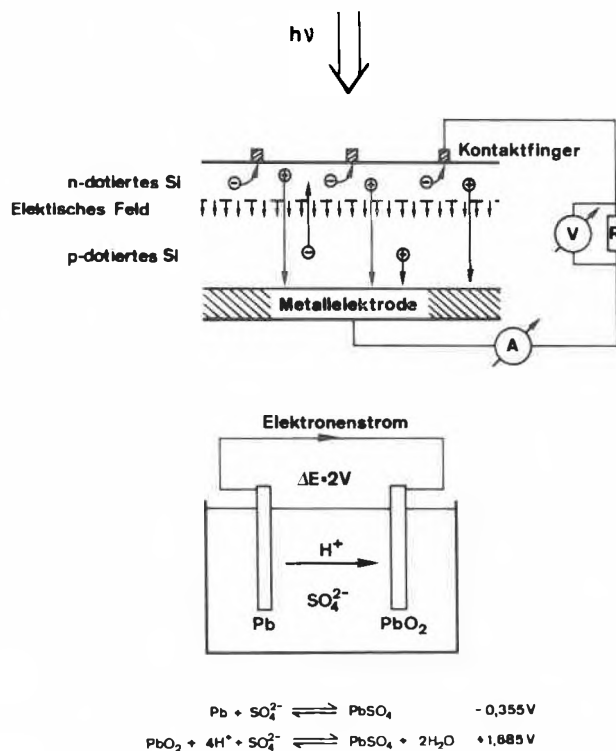 hν
Kontaktfinger
n-dotiertes Si
Elektisches Feld
p-dotiertes Si
V
R
Metallelektrode
A
Elektronenstrom
ΔE•2V
H⁺
SO₄²⁻
Pb
PbO₂
Pb + SO₄²⁻ ⇌ PbSO₄ -0,355V
PbO₂ + 4H⁺ + SO₄²⁻ ⇌ PbSO₄ + 2H₂O +1,685V